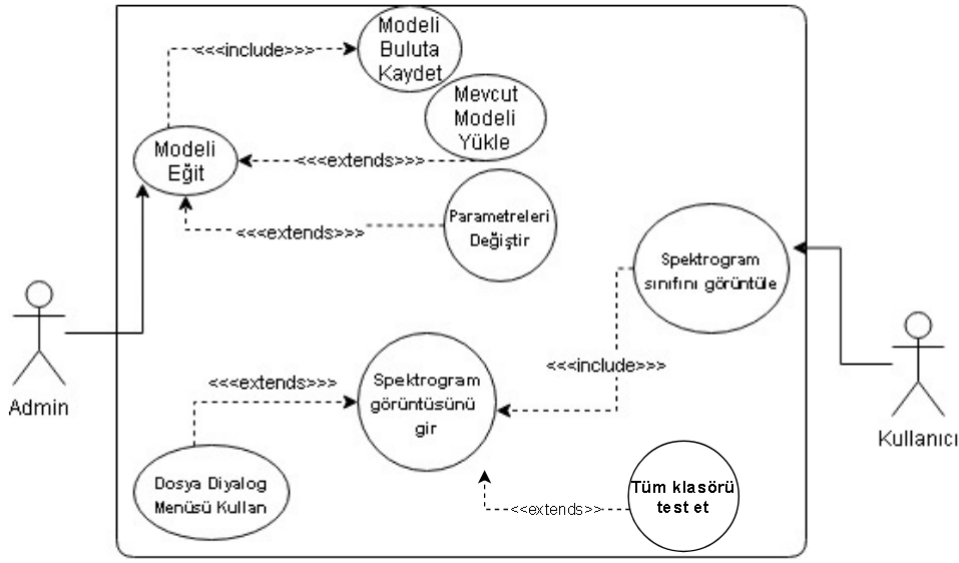 Modeli
Buluta
Kaydet
<<<include>>>
Mevcut
Modeli
Yükle
Modeli
Eğit
<<<extends>>>
Parametreleri
Değiştir
<<<extends>>>
Spektrogram
sınıfını görüntüle
Admin
<<<include>>>
<<<extends>>>
Spektrogram
görüntüsünü
gir
Kullanıcı
Dosya Diyalog
Menüsü Kullan
Tüm klasörü
test et
<<extends>>